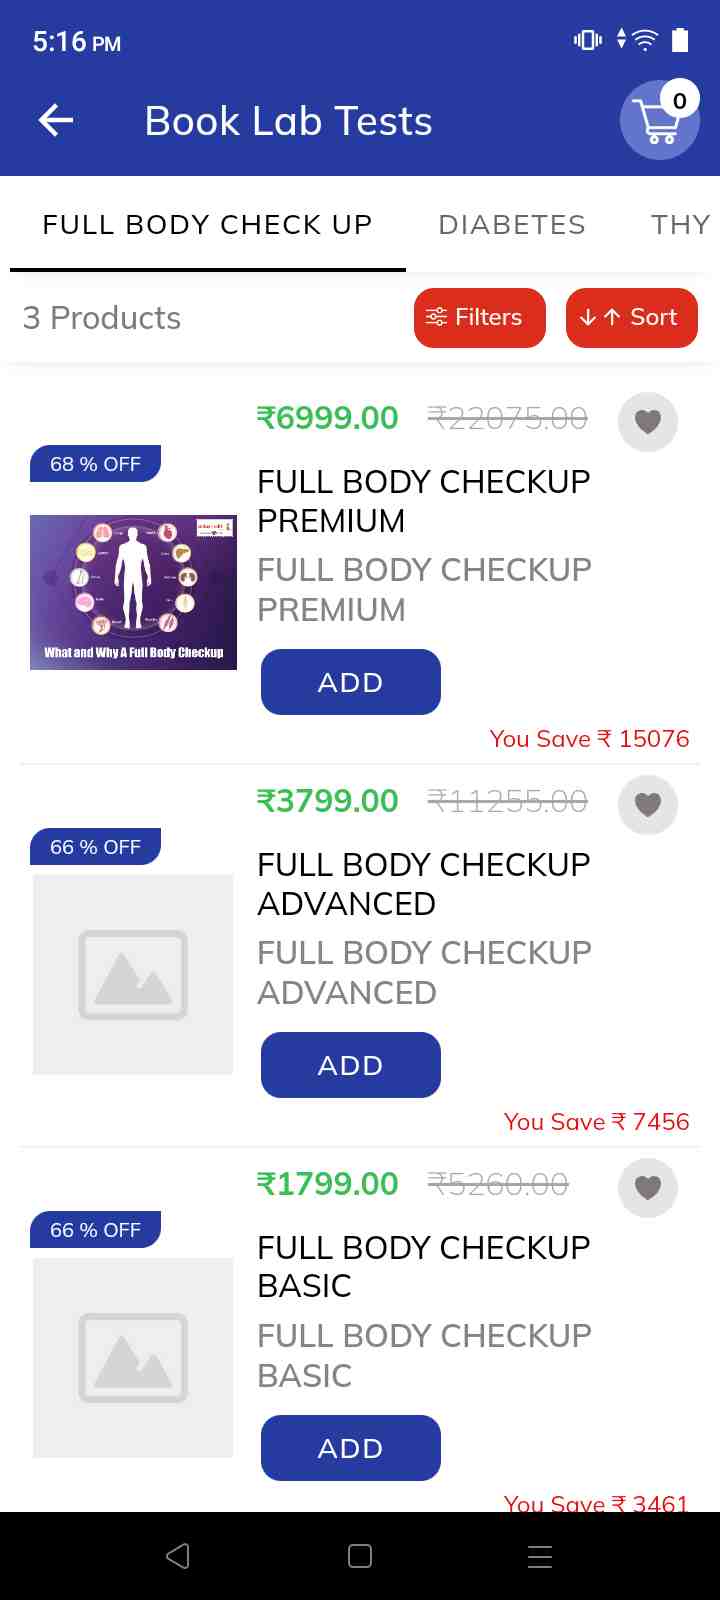 5:16 PM
Book Lab Tests
0
FULL BODY CHECK UP DIABETES THY
3 Products Filters Sort
₹6999.00 ₹22075.00
68 % OFF
FULL BODY CHECKUP
PREMIUM
FULL BODY CHECKUP
PREMIUM
What and Why A Full Body Checkup
ADD
You Save ₹ 15076
₹3799.00 ₹11255.00
66 % OFF
FULL BODY CHECKUP
ADVANCED
FULL BODY CHECKUP
ADVANCED
ADD
You Save ₹ 7456
₹1799.00 ₹5260.00
66 % OFF
FULL BODY CHECKUP
BASIC
FULL BODY CHECKUP
BASIC
ADD
You Save ₹ 3461